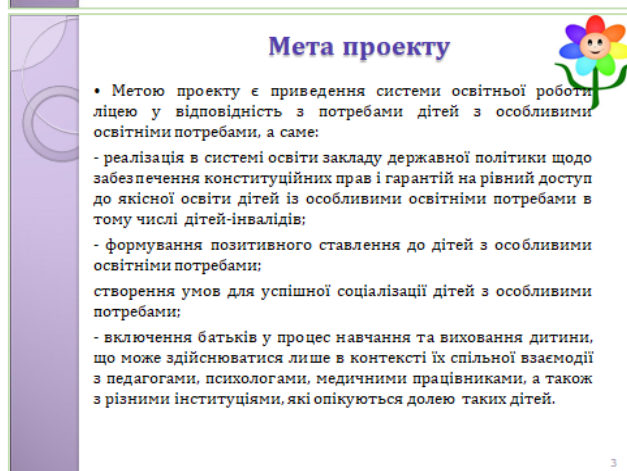 Мета проекту
• Метою проекту є приведення системи освітньої роботи
ліцею у відповідність з потребами дітей з особливими
освітніми потребами, а саме:
- реалізація в системі освіти закладу державної політики щодо
забезпечення конституційних прав і гарантій на рівний доступ
до якісної освіти дітей із особливими освітніми потребами в
тому числі дітей-інвалідів;
- формування позитивного ставлення до дітей з особливими
освітніми потребами;
створення умов для успішної соціалізації дітей з особливими
потребами;
- включення батьків у процес навчання та виховання дитини,
що може здійснюватися лише в контексті їх спільної взаємодії
з педагогами, психологами, медичними працівниками, а також
з різними інституціями, які опікуються долею таких дітей.
3